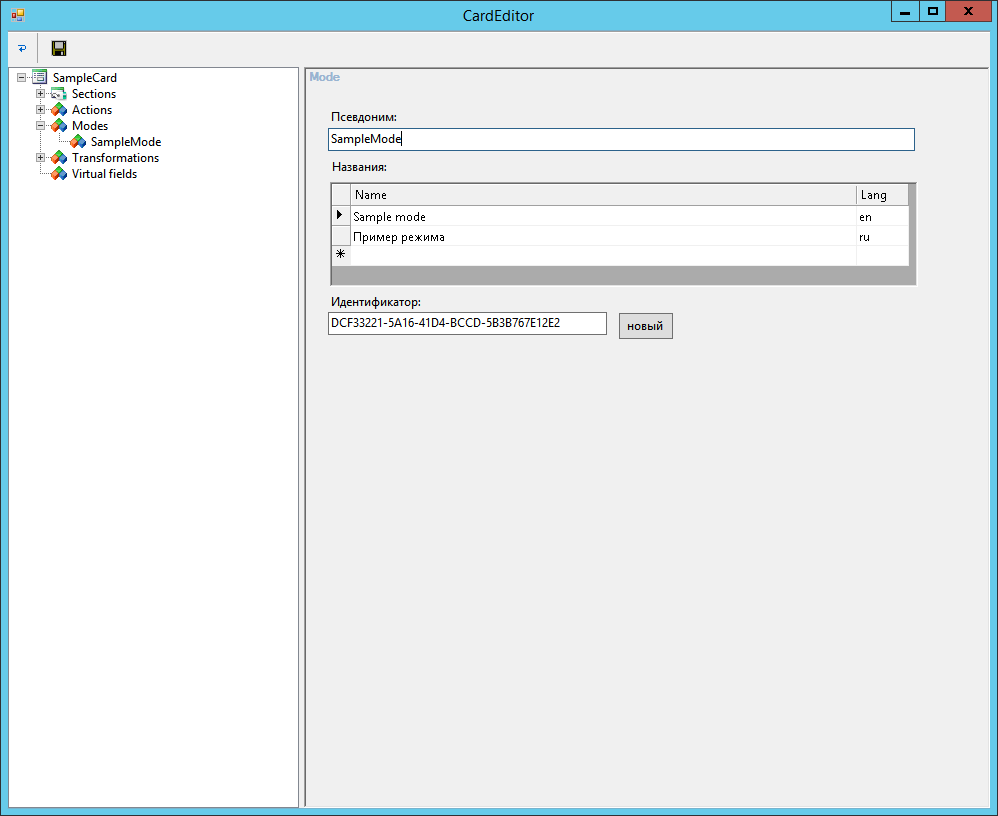 CardEditor
SampleCard
Sections
Actions
Modes
SampleMode
Transformations
Virtual fields
Mode
Псевдоним:
SampleMode
Названия:
Name Lang
Sample mode en
Пример режима ru
Идентификатор:
DCF33221-5A16-41D4-BCCD-5B3B767E12E2 новый